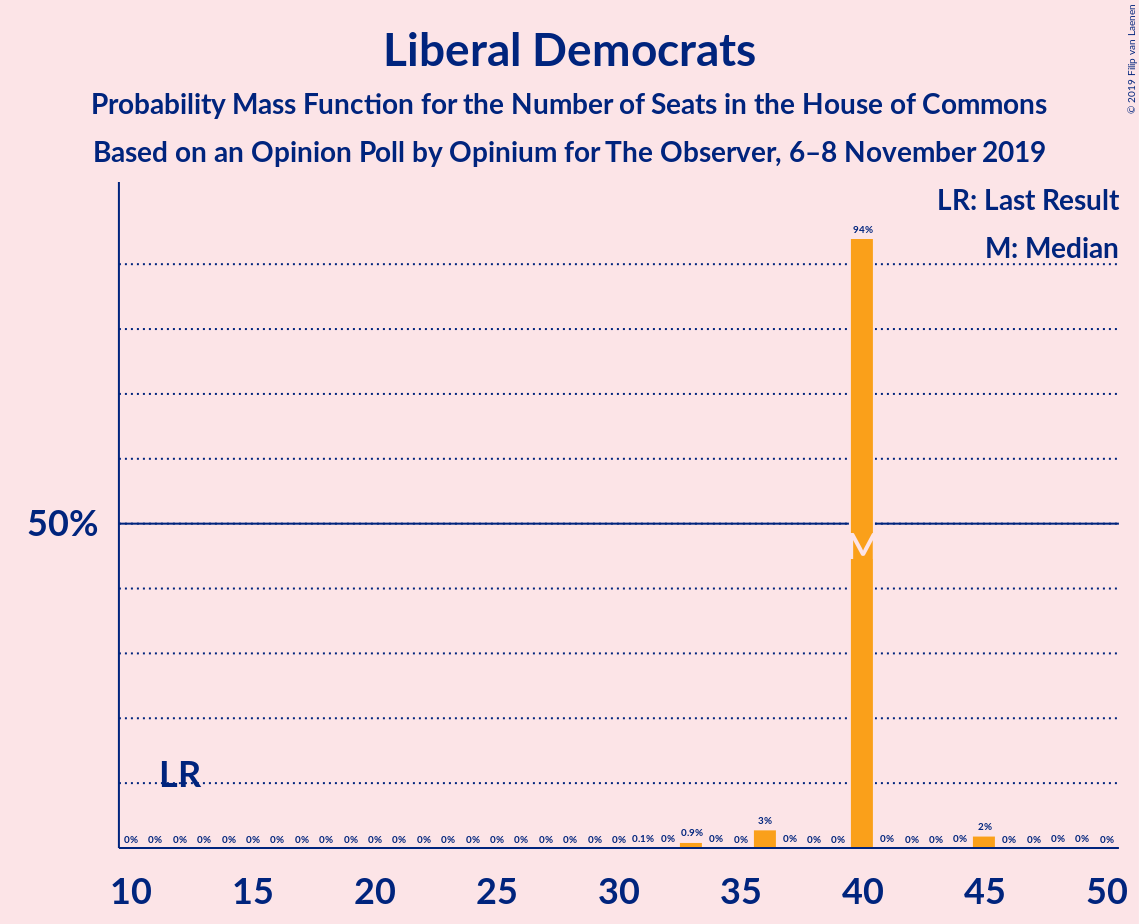 Liberal Democrats
Probability Mass Function for the Number of Seats in the House of Commons
Based on an Opinion Poll by Opinium for The Observer, 6–8 November 2019
© 2019 Filip van Laenen
LR: Last Result
M: Median
94%
50%
M
LR
3%
2%
0% 0% 0% 0% 0% 0% 0% 0% 0% 0% 0% 0% 0% 0% 0% 0% 0% 0% 0% 0% 0% 0.1% 0% 0.9% 0% 0% 0% 0% 0% 0% 0% 0% 0% 0% 0% 0% 0% 0%
10 15 20 25 30 35 40 45 50